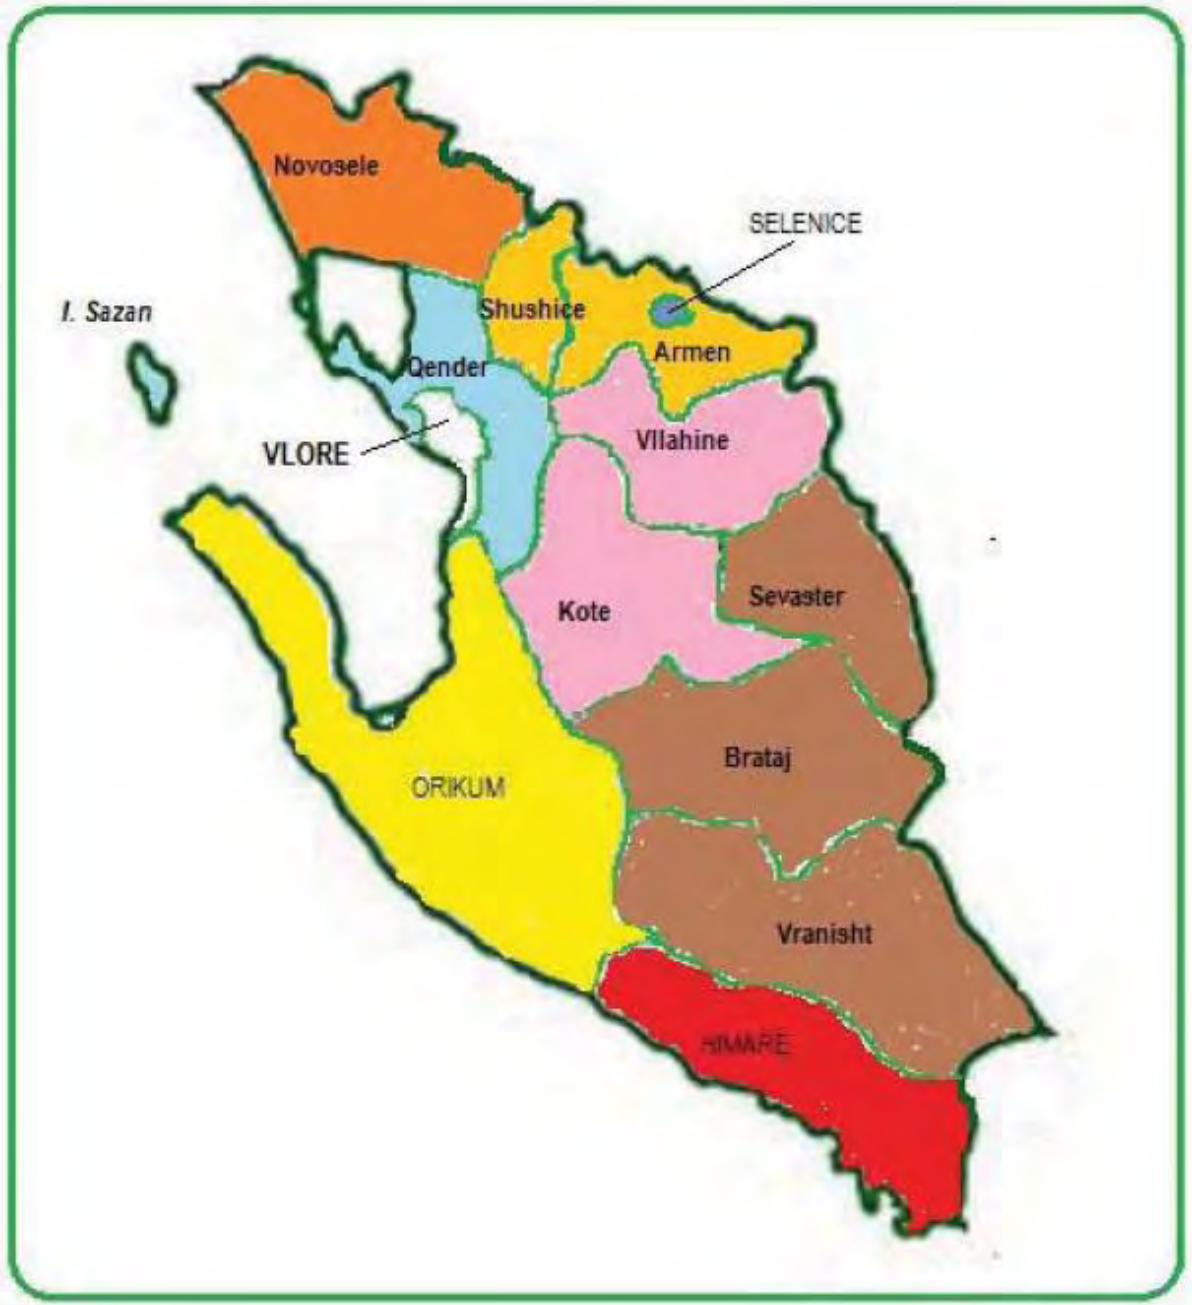 Novosele
SELENICE
I. Sazan
Shushice
Armen
Qender
VLORE
Vllahine
Sevaster
Kote
Brataj
ORIKUM
Vranisht
HIMARE